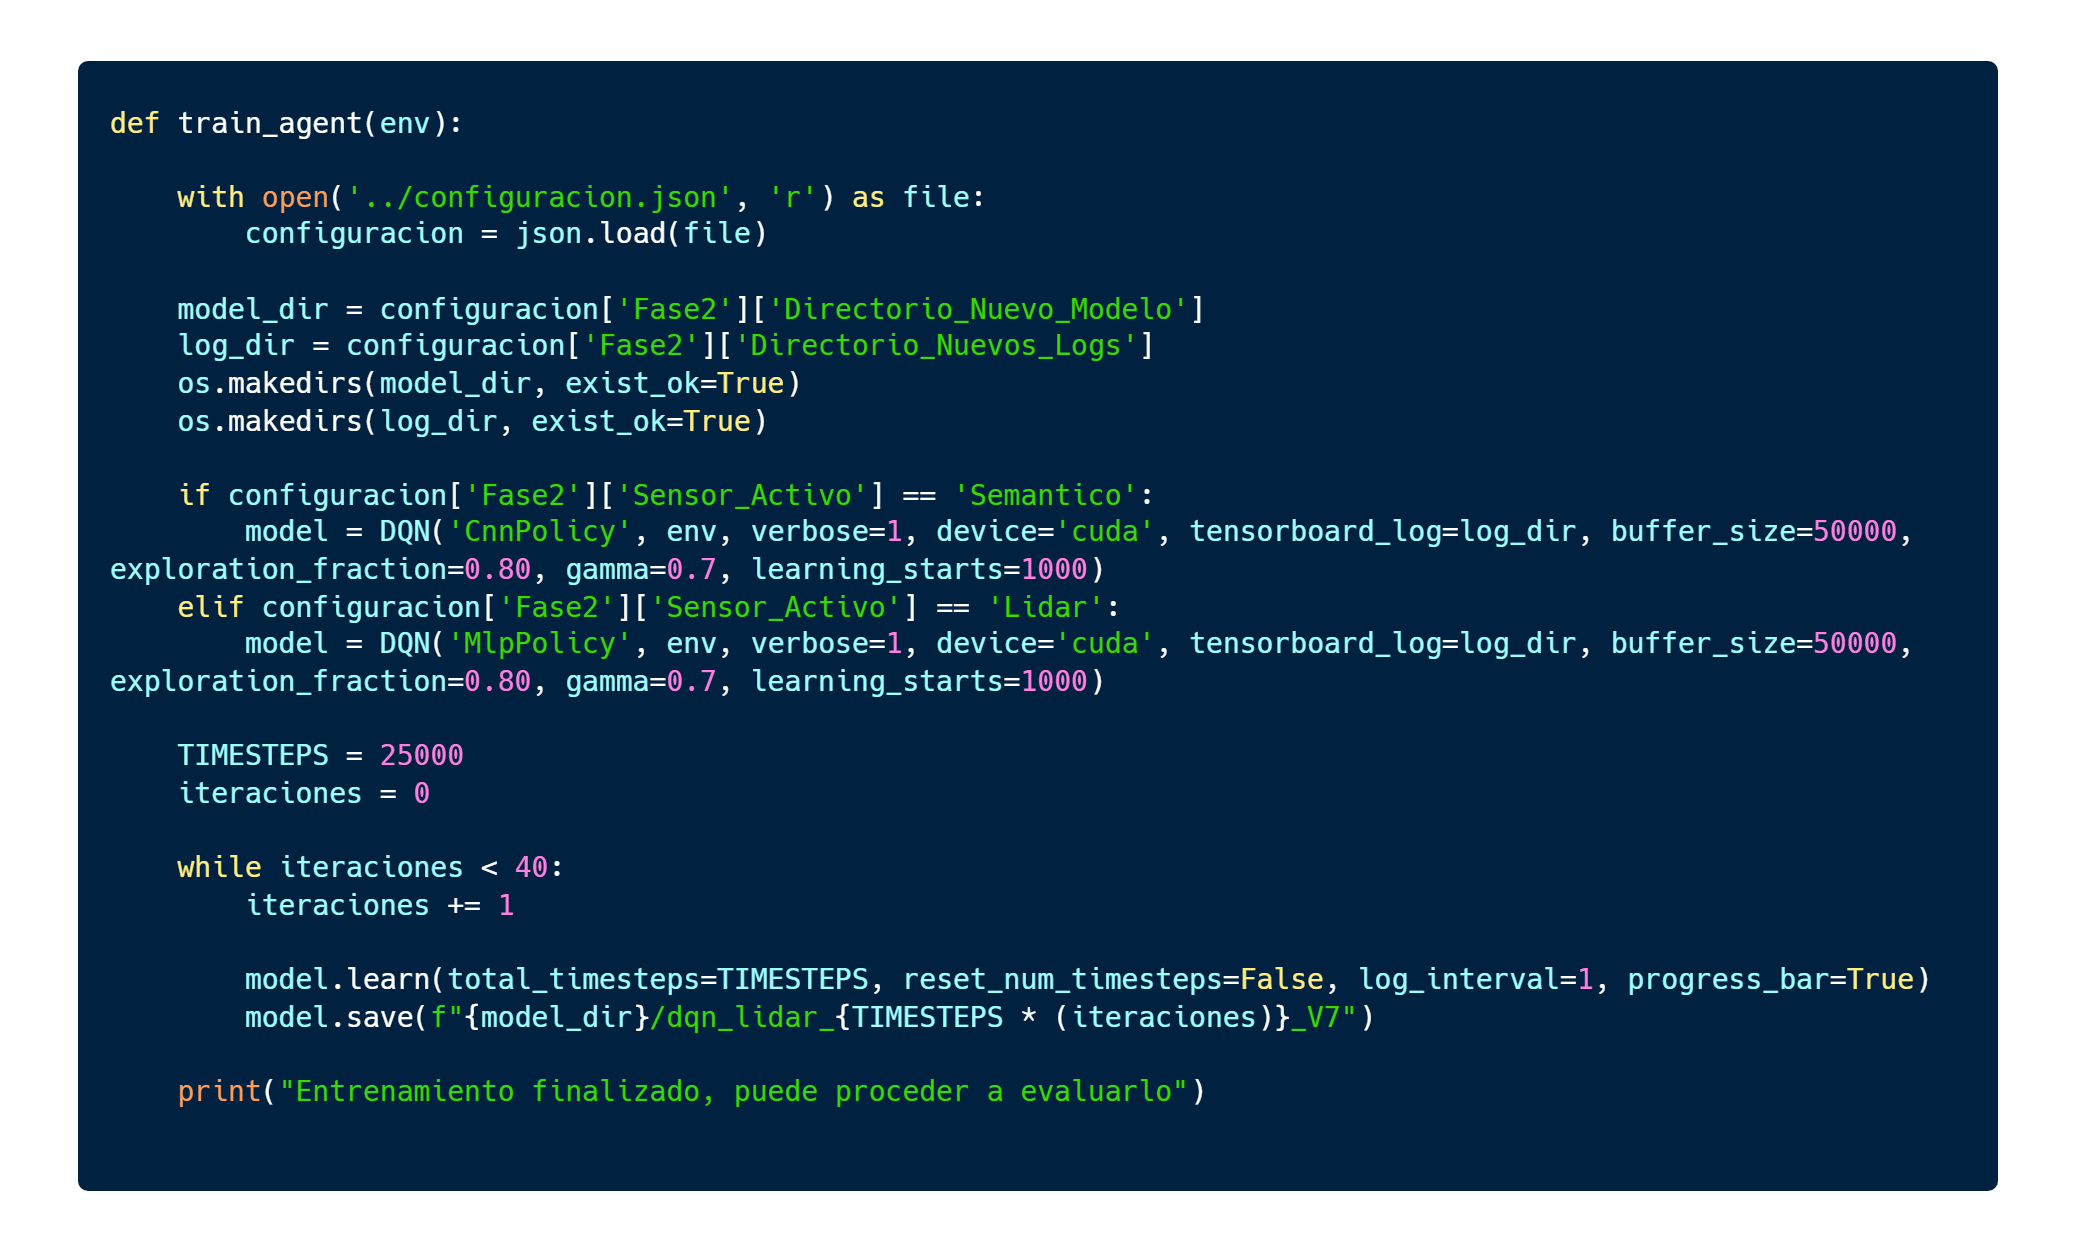 def train_agent(env):
    with open('../configuracion.json', 'r') as file:
        configuracion = json.load(file)
    model_dir = configuracion['Fase2']['Directorio_Nuevo_Modelo']
    log_dir = configuracion['Fase2']['Directorio_Nuevos_Logs']
    os.makedirs(model_dir, exist_ok=True)
    os.makedirs(log_dir, exist_ok=True)
    if configuracion['Fase2']['Sensor_Activo'] == 'Semantico':
        model = DQN('CnnPolicy', env, verbose=1, device='cuda', tensorboard_log=log_dir, buffer_size=50000,
exploration_fraction=0.80, gamma=0.7, learning_starts=1000)
    elif configuracion['Fase2']['Sensor_Activo'] == 'Lidar':
        model = DQN('MlpPolicy', env, verbose=1, device='cuda', tensorboard_log=log_dir, buffer_size=50000,
exploration_fraction=0.80, gamma=0.7, learning_starts=1000)
    TIMESTEPS = 25000
    iteraciones = 0
    while iteraciones < 40:
        iteraciones += 1
        model.learn(total_timesteps=TIMESTEPS, reset_num_timesteps=False, log_interval=1, progress_bar=True)
        model.save(f"{model_dir}/dqn_lidar_{TIMESTEPS * (iteraciones)}_V7")
    print("Entrenamiento finalizado, puede proceder a evaluarlo")